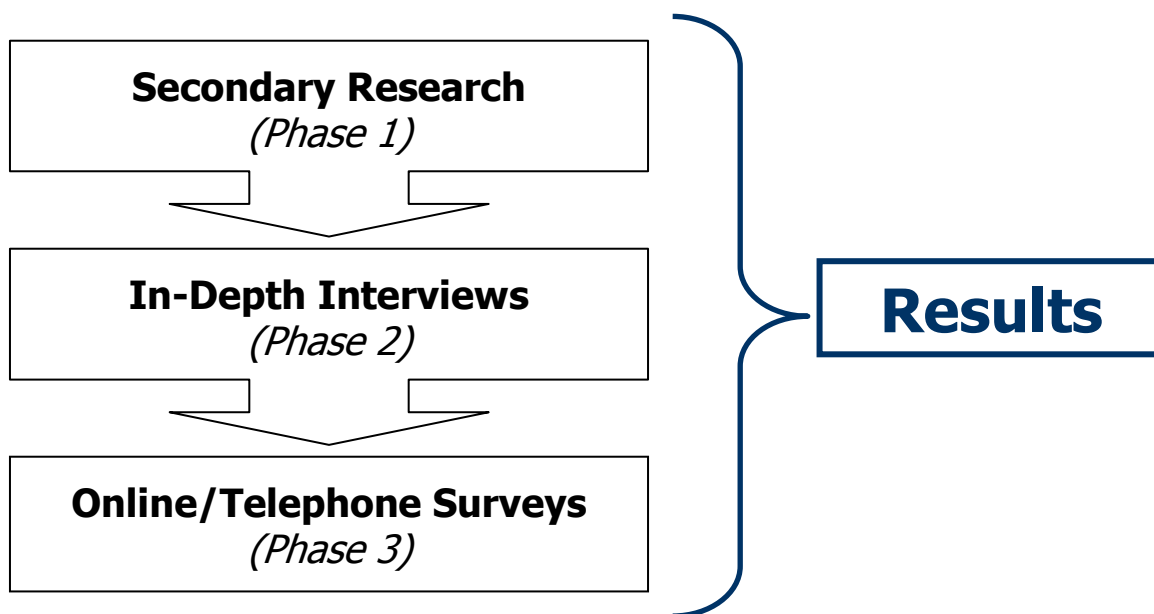 Secondary Research
(Phase 1)
In-Depth Interviews
(Phase 2)
Online/Telephone Surveys
(Phase 3)
Results